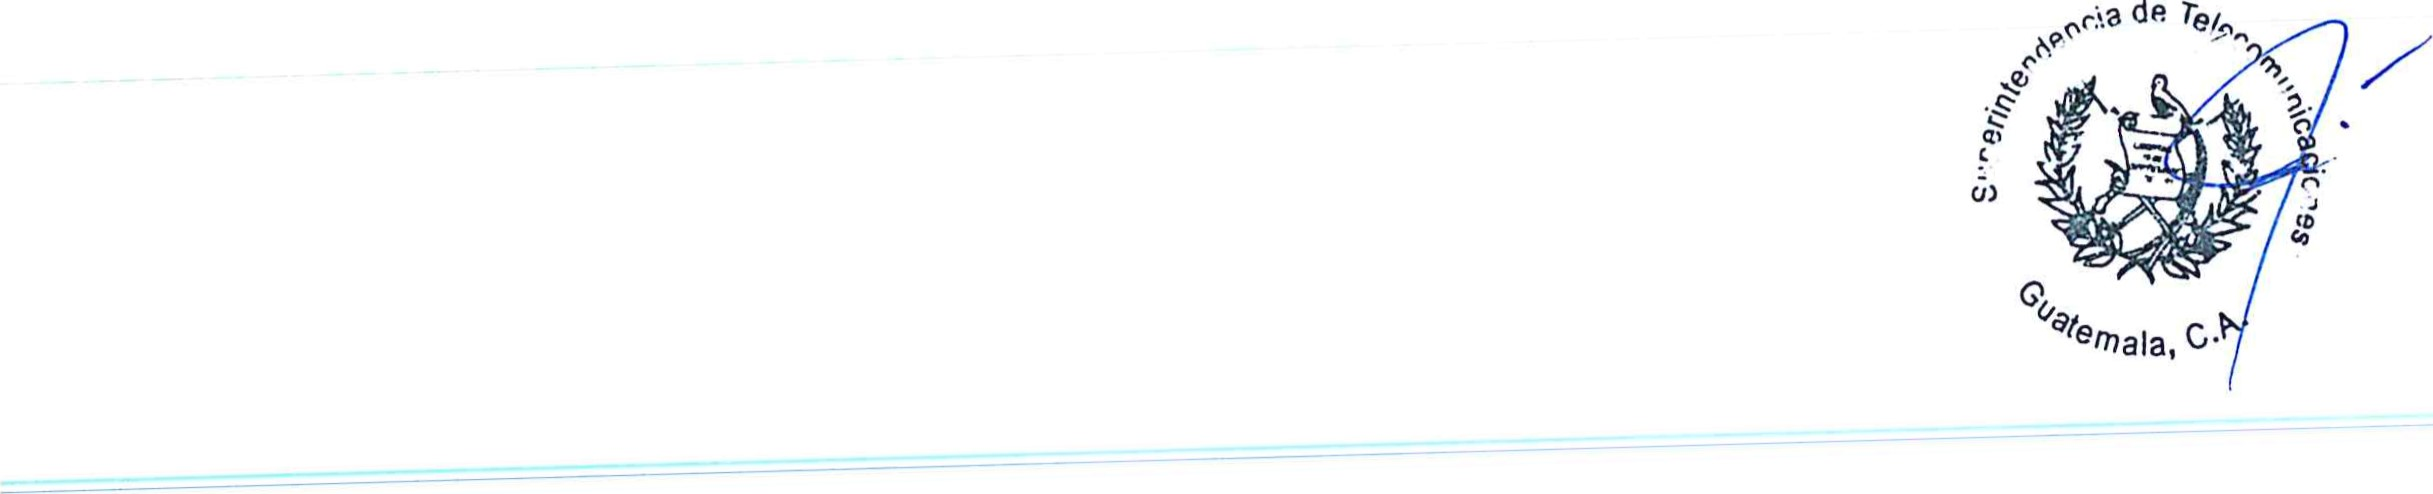 Superintendencia de Telecomunicaciones
Guatemala, C.A.